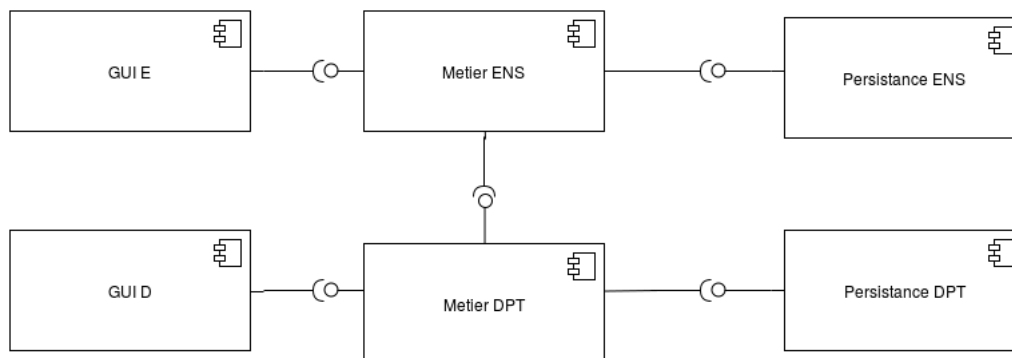 GUI E
Metier ENS
Persistance ENS
GUI D
Metier DPT
Persistance DPT